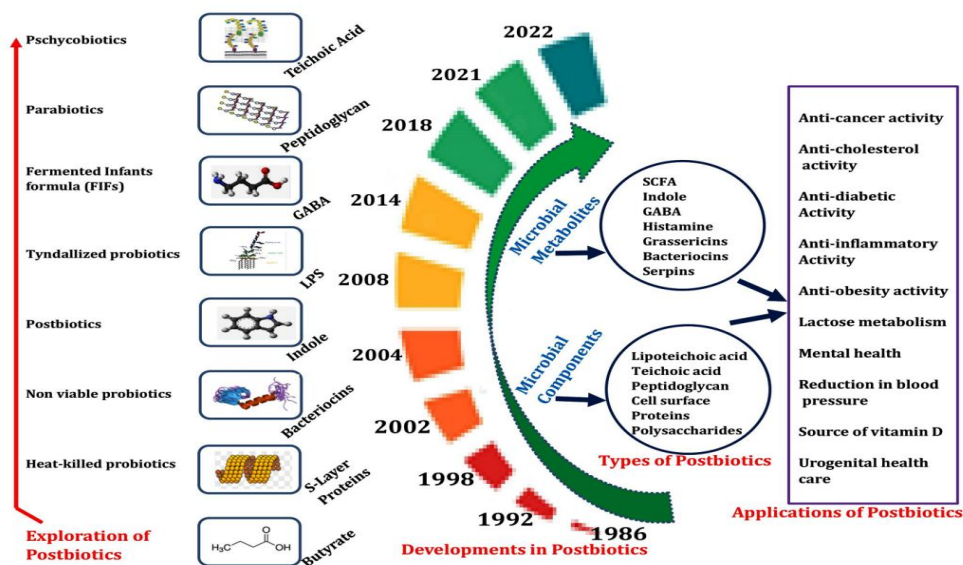 Pschycobiotics
Parabiotics
Fermented Infants
formula (FIFs)
Tyndallized probiotics
Postbiotics
Non viable probiotics
Heat-killed probiotics
Exploration of
Postbiotics
Teichoic Acid
Peptidoglycan
GABA
LPS
Indole
Bacteriocins
S-Layer
Proteins
H₃C
O
OH
Butyrate
2022
2021
2018
2014
2008
2004
2002
1998
1992
1986
Developments in Postbiotics
Microbial
Metabolites
SCFA
Indole
GABA
Histamine
Grassericins
Bacteriocins
Serpins
Microbial
Components
Lipoteichoic acid
Teichoic acid
Peptidoglycan
Cell surface
Proteins
Polysaccharides
Types of Postbiotics
Anti-cancer activity
Anti-cholesterol
activity
Anti-diabetic
Activity
Anti-inflammatory
Activity
Anti-obesity activity
Lactose metabolism
Mental health
Reduction in blood
pressure
Source of vitamin D
Urogenital health
care
Applications of Postbiotics